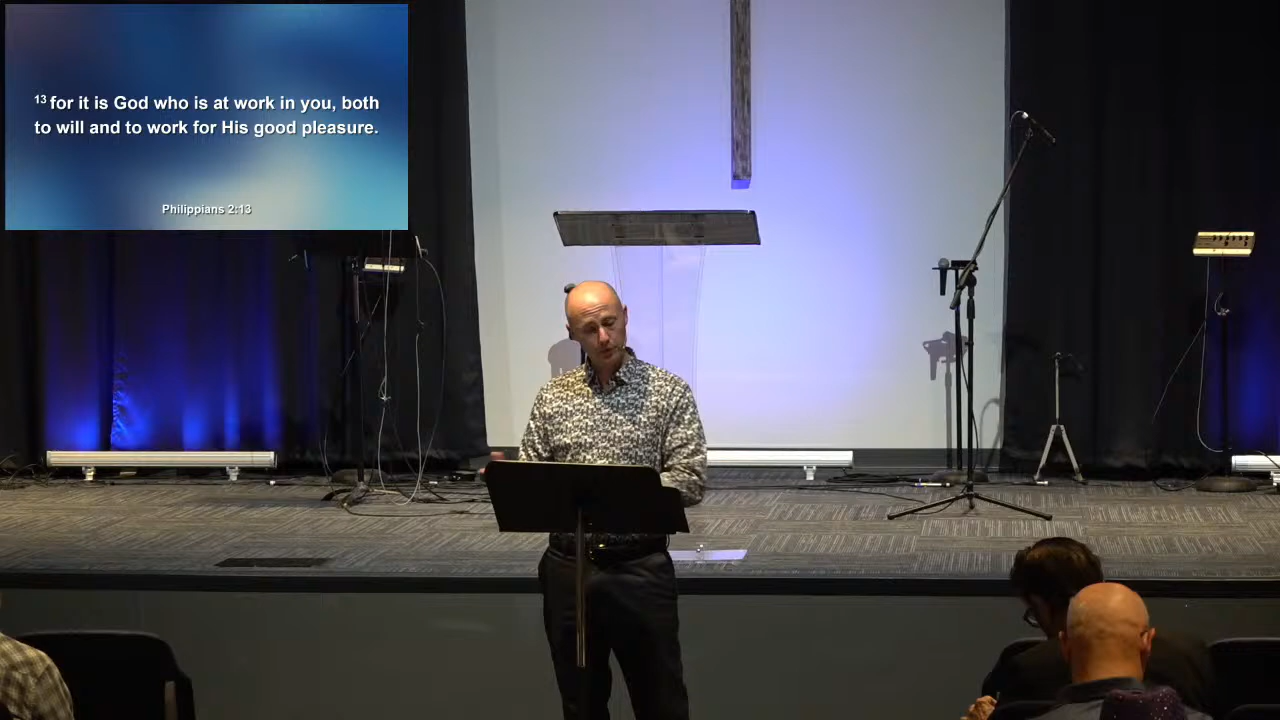 13 for it is God who is at work in you, both
to will and to work for His good pleasure.
Philippians 2:13